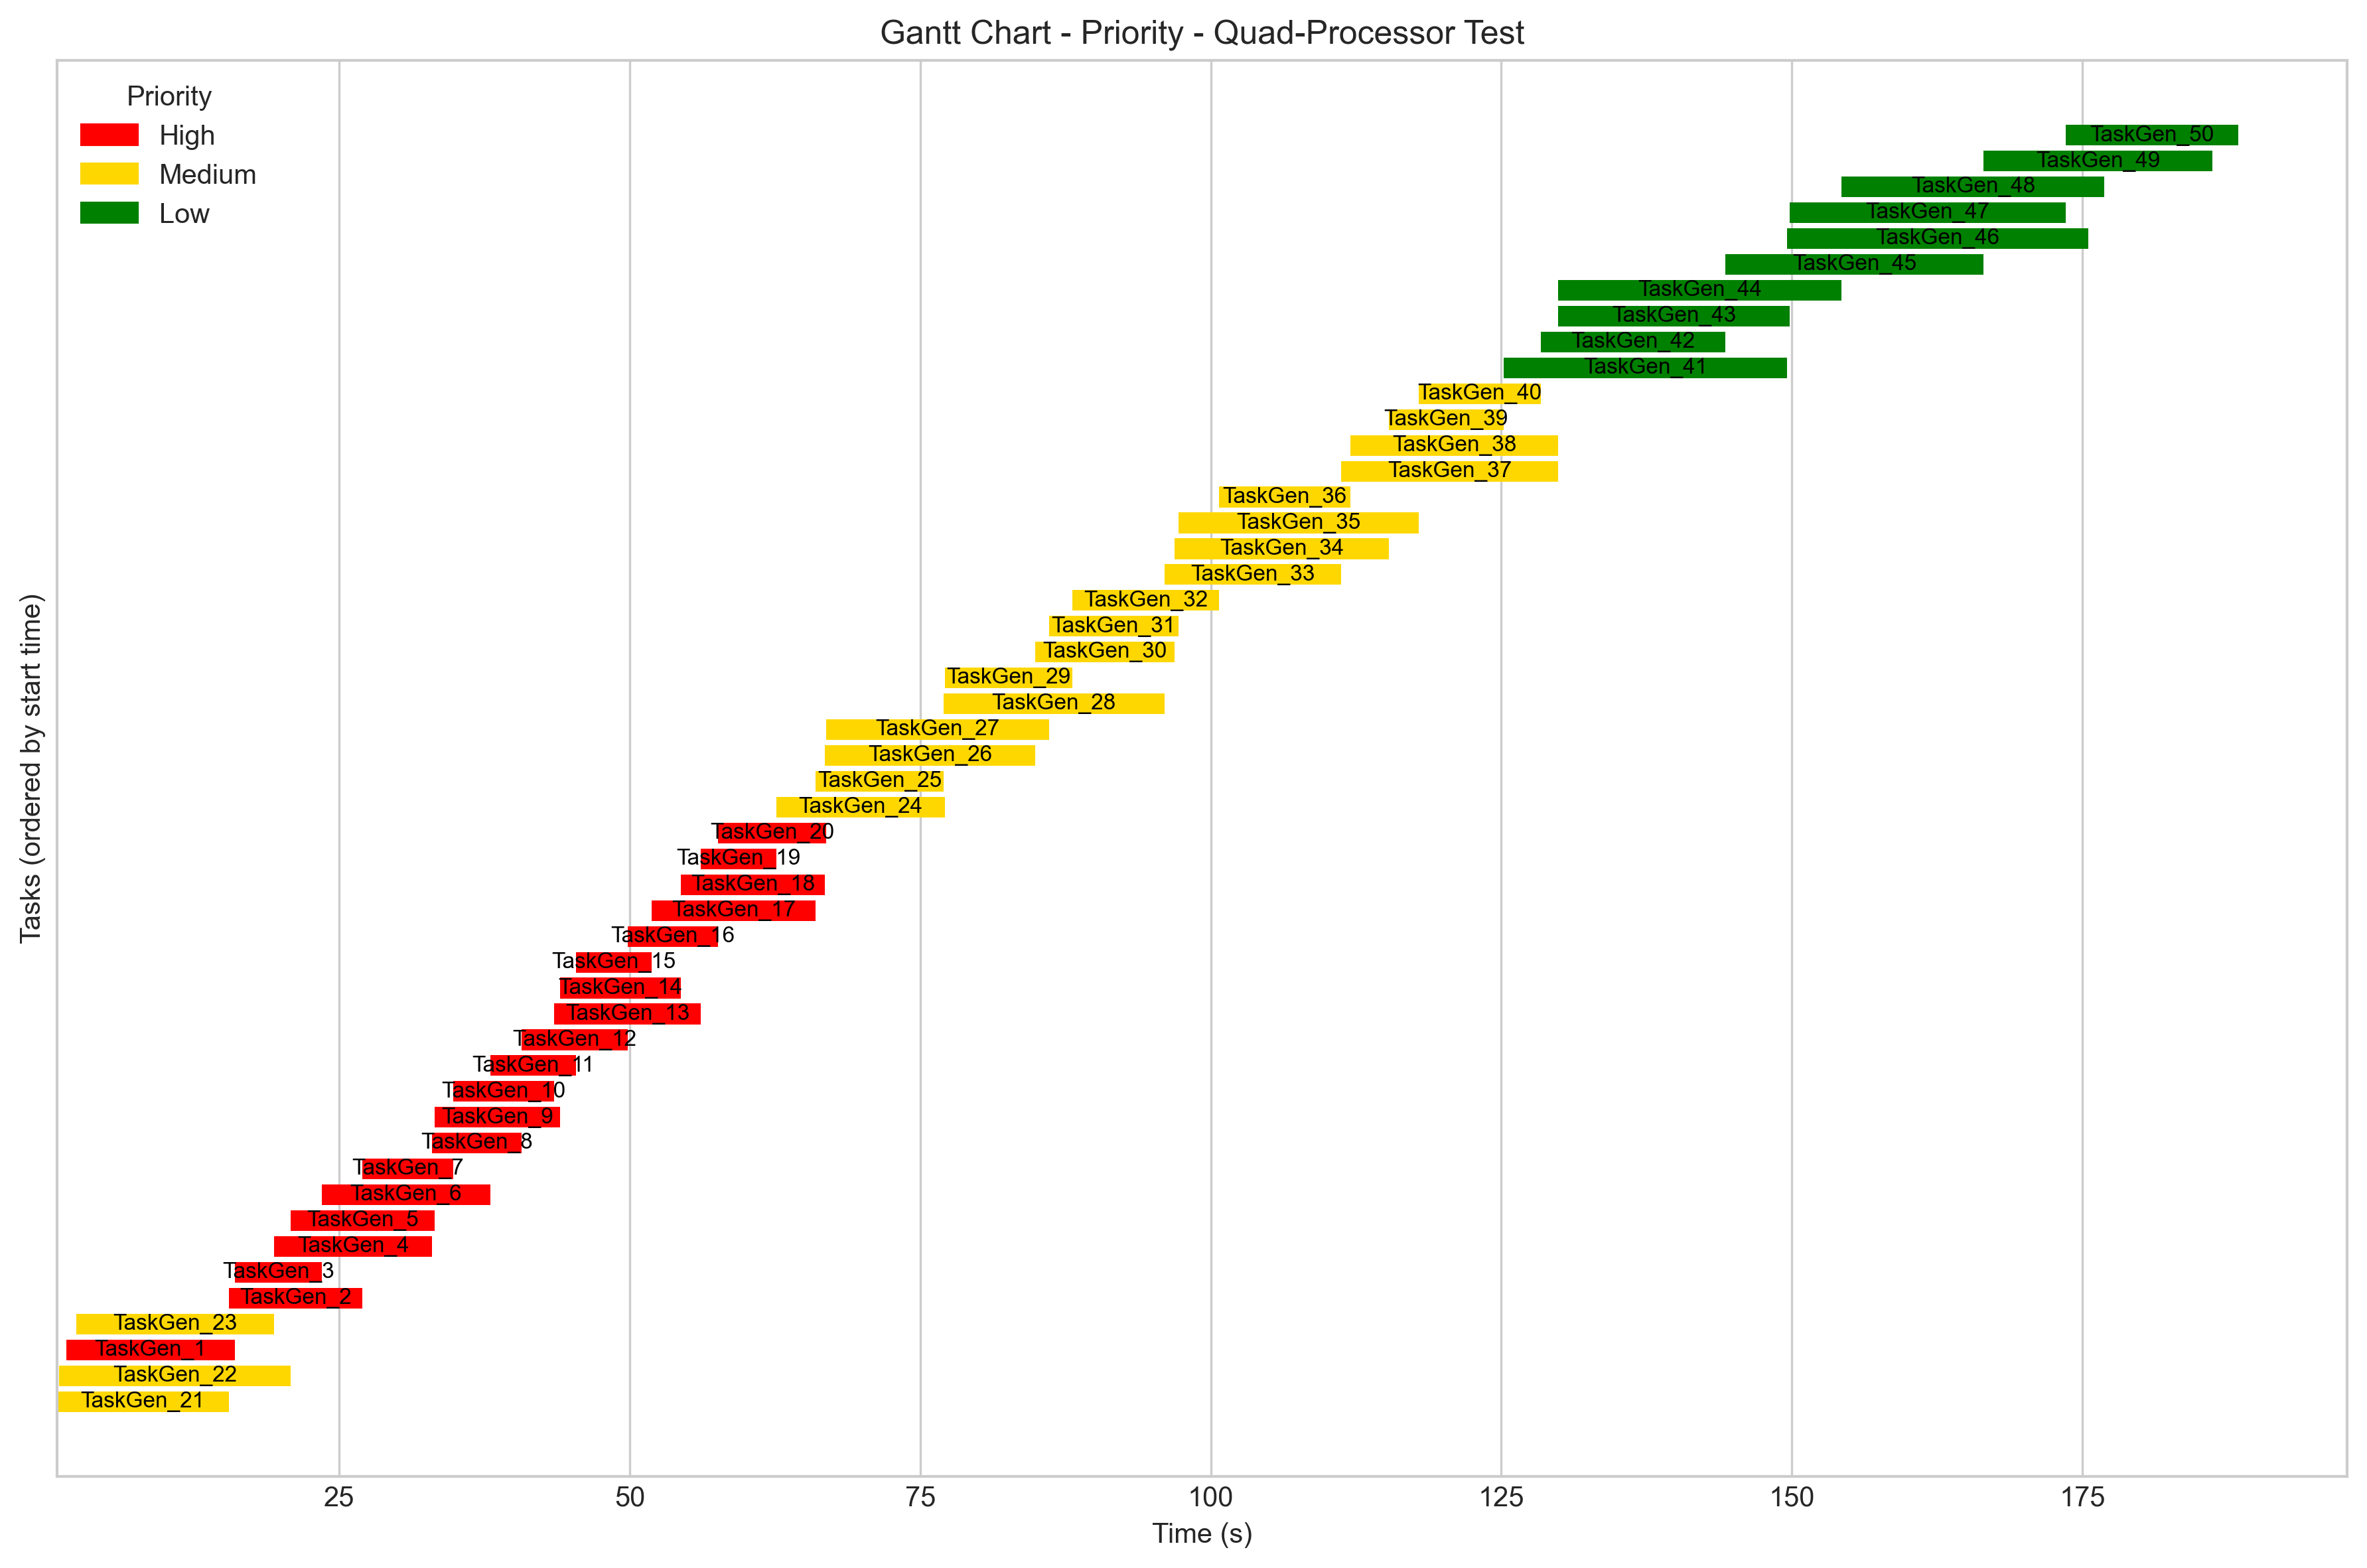 Gantt Chart - Priority - Quad-Processor Test
Priority
High
Medium
Low
TaskGen_50
TaskGen_49
TaskGen_48
TaskGen_47
TaskGen_46
TaskGen_45
TaskGen_44
TaskGen_43
TaskGen_42
TaskGen_41
TaskGen_40
TaskGen_39
TaskGen_38
TaskGen_37
TaskGen_36
TaskGen_35
TaskGen_34
TaskGen_33
TaskGen_32
TaskGen_31
TaskGen_30
TaskGen_29
TaskGen_28
TaskGen_27
TaskGen_26
TaskGen_25
TaskGen_24
TaskGen_20
TaskGen_19
TaskGen_18
TaskGen_17
TaskGen_16
TaskGen_15
TaskGen_14
TaskGen_13
TaskGen_12
TaskGen_11
TaskGen_10
TaskGen_9
TaskGen_8
TaskGen_7
TaskGen_6
TaskGen_5
TaskGen_4
TaskGen_3
TaskGen_2
TaskGen_23
TaskGen_1
TaskGen_22
TaskGen_21
Tasks (ordered by start time)
25 50 75 100 125 150 175
Time (s)